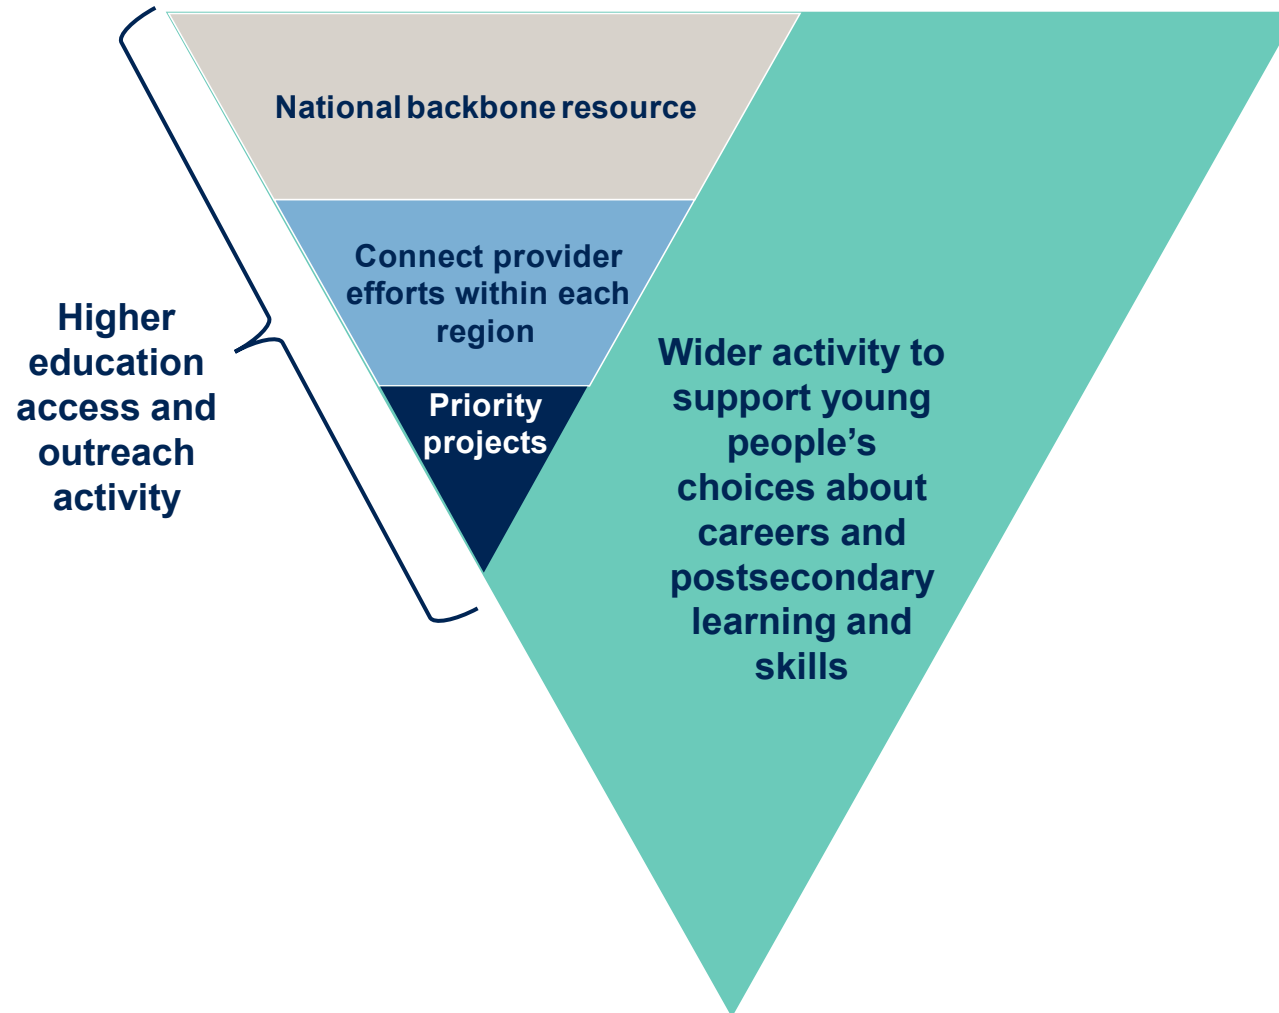 National backbone resource
Connect provider
efforts within each
region
Priority
projects
Higher
education
access and
outreach
activity
Wider activity to
support young
people’s
choices about
careers and
postsecondary
learning and
skills